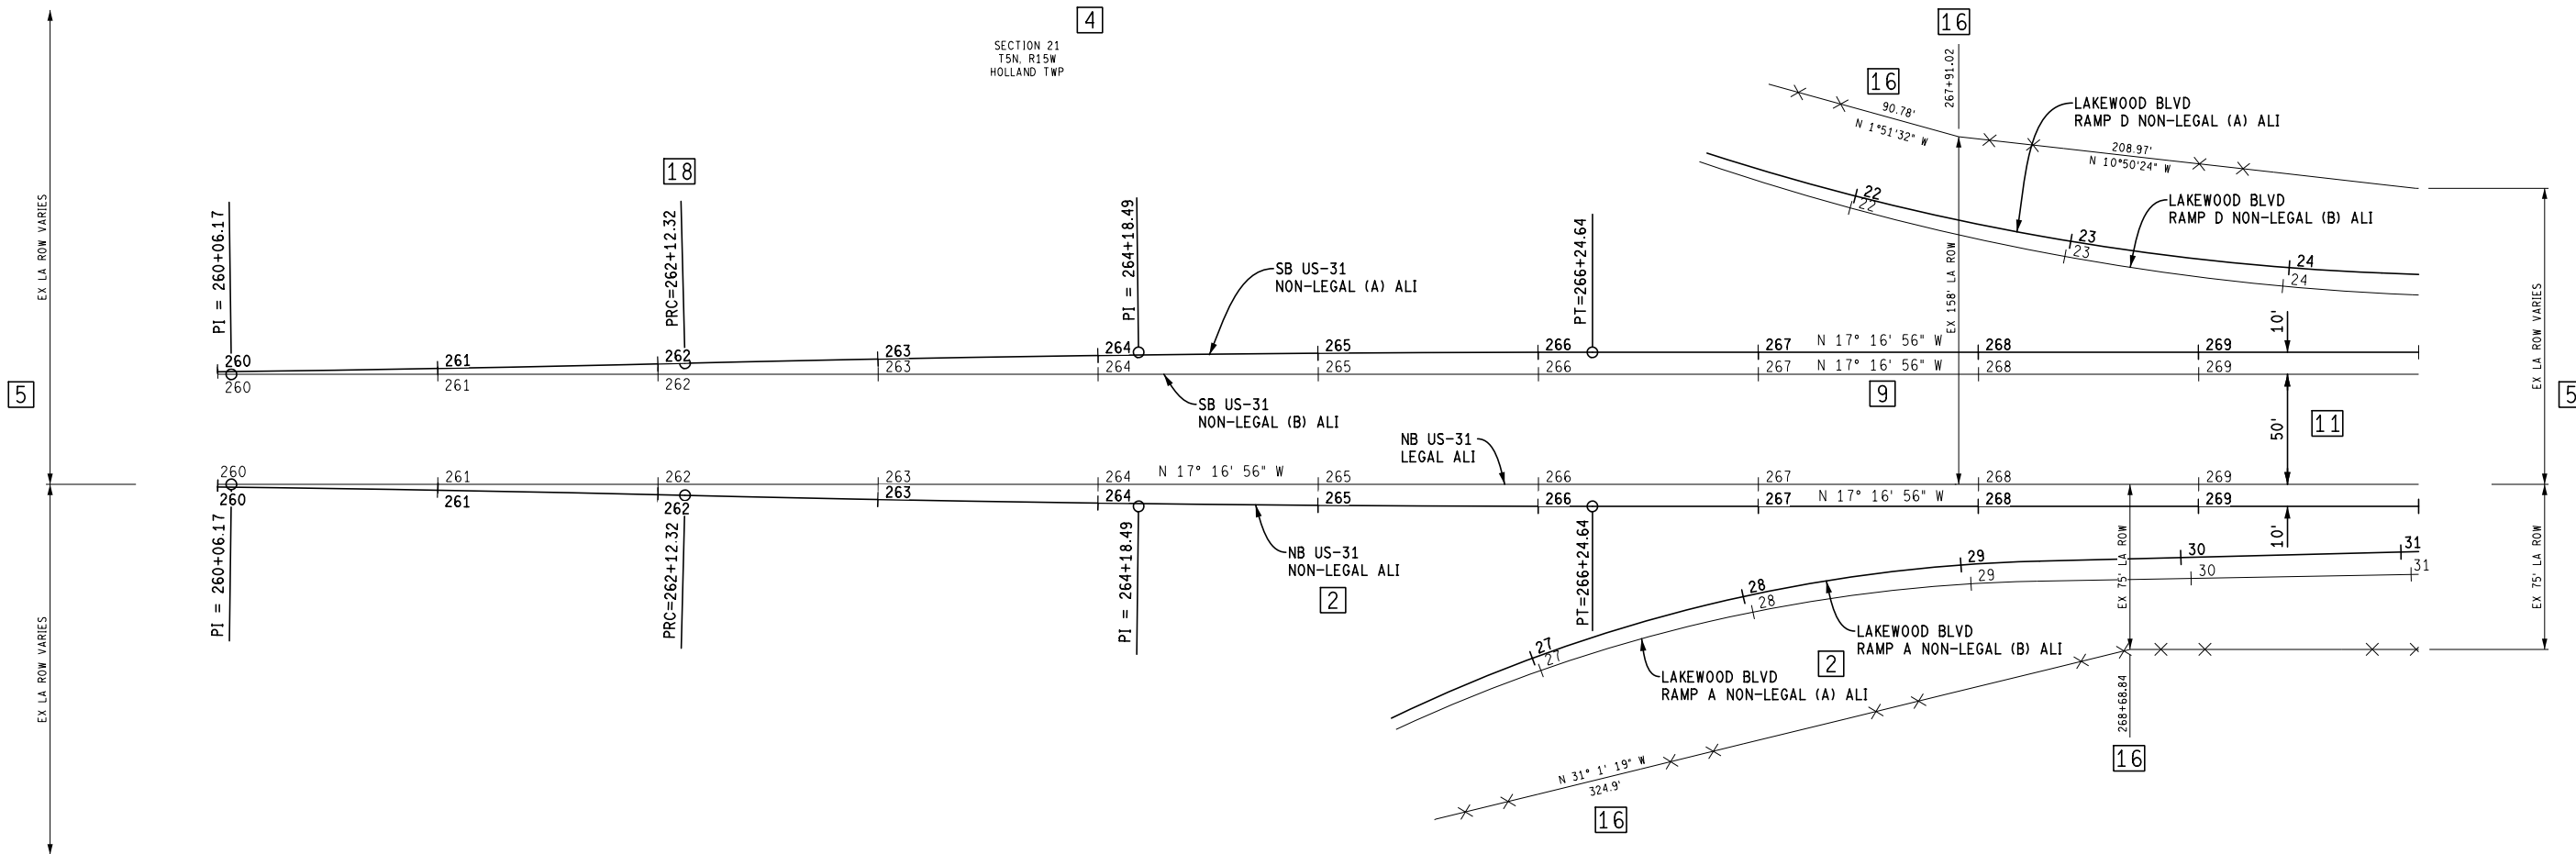 4
SECTION 21
T5N, R15W
HOLLAND TWP
16
267+91.02
16
90.78'
N 1°51'32" W
LAKEWOOD BLVD
RAMP D NON-LEGAL (A) ALI
208.97'
N 10°50'24" W
LAKEWOOD BLVD
RAMP D NON-LEGAL (B) ALI
22
22
23
23
24
24
18
EX LA ROW VARIES
PI = 260+06.17
PRC=262+12.32
PI = 264+18.49
PT=266+24.64
SB US-31
NON-LEGAL (A) ALI
EX 158' LA ROW
10'
EX LA ROW VARIES
260
261
262
263
264
265
266
267
N 17° 16' 56" W
268
269
260
261
262
263
264
265
266
267
N 17° 16' 56" W
268
269
5
9
5
SB US-31
NON-LEGAL (B) ALI
50'
11
NB US-31
LEGAL ALI
260
261
262
263
264
N 17° 16' 56" W
265
266
267
268
269
260
261
262
263
264
265
266
267
N 17° 16' 56" W
268
269
PI = 260+06.17
PRC=262+12.32
PI = 264+18.49
PT=266+24.64
NB US-31
NON-LEGAL ALI
2
10'
EX 75' LA ROW
EX 75' LA ROW
27
27
28
28
29
29
30
30
31
31
LAKEWOOD BLVD
RAMP A NON-LEGAL (B) ALI
2
LAKEWOOD BLVD
RAMP A NON-LEGAL (A) ALI
EX LA ROW VARIES
268+68.84
16
N 31° 1' 19" W
324.9'
16